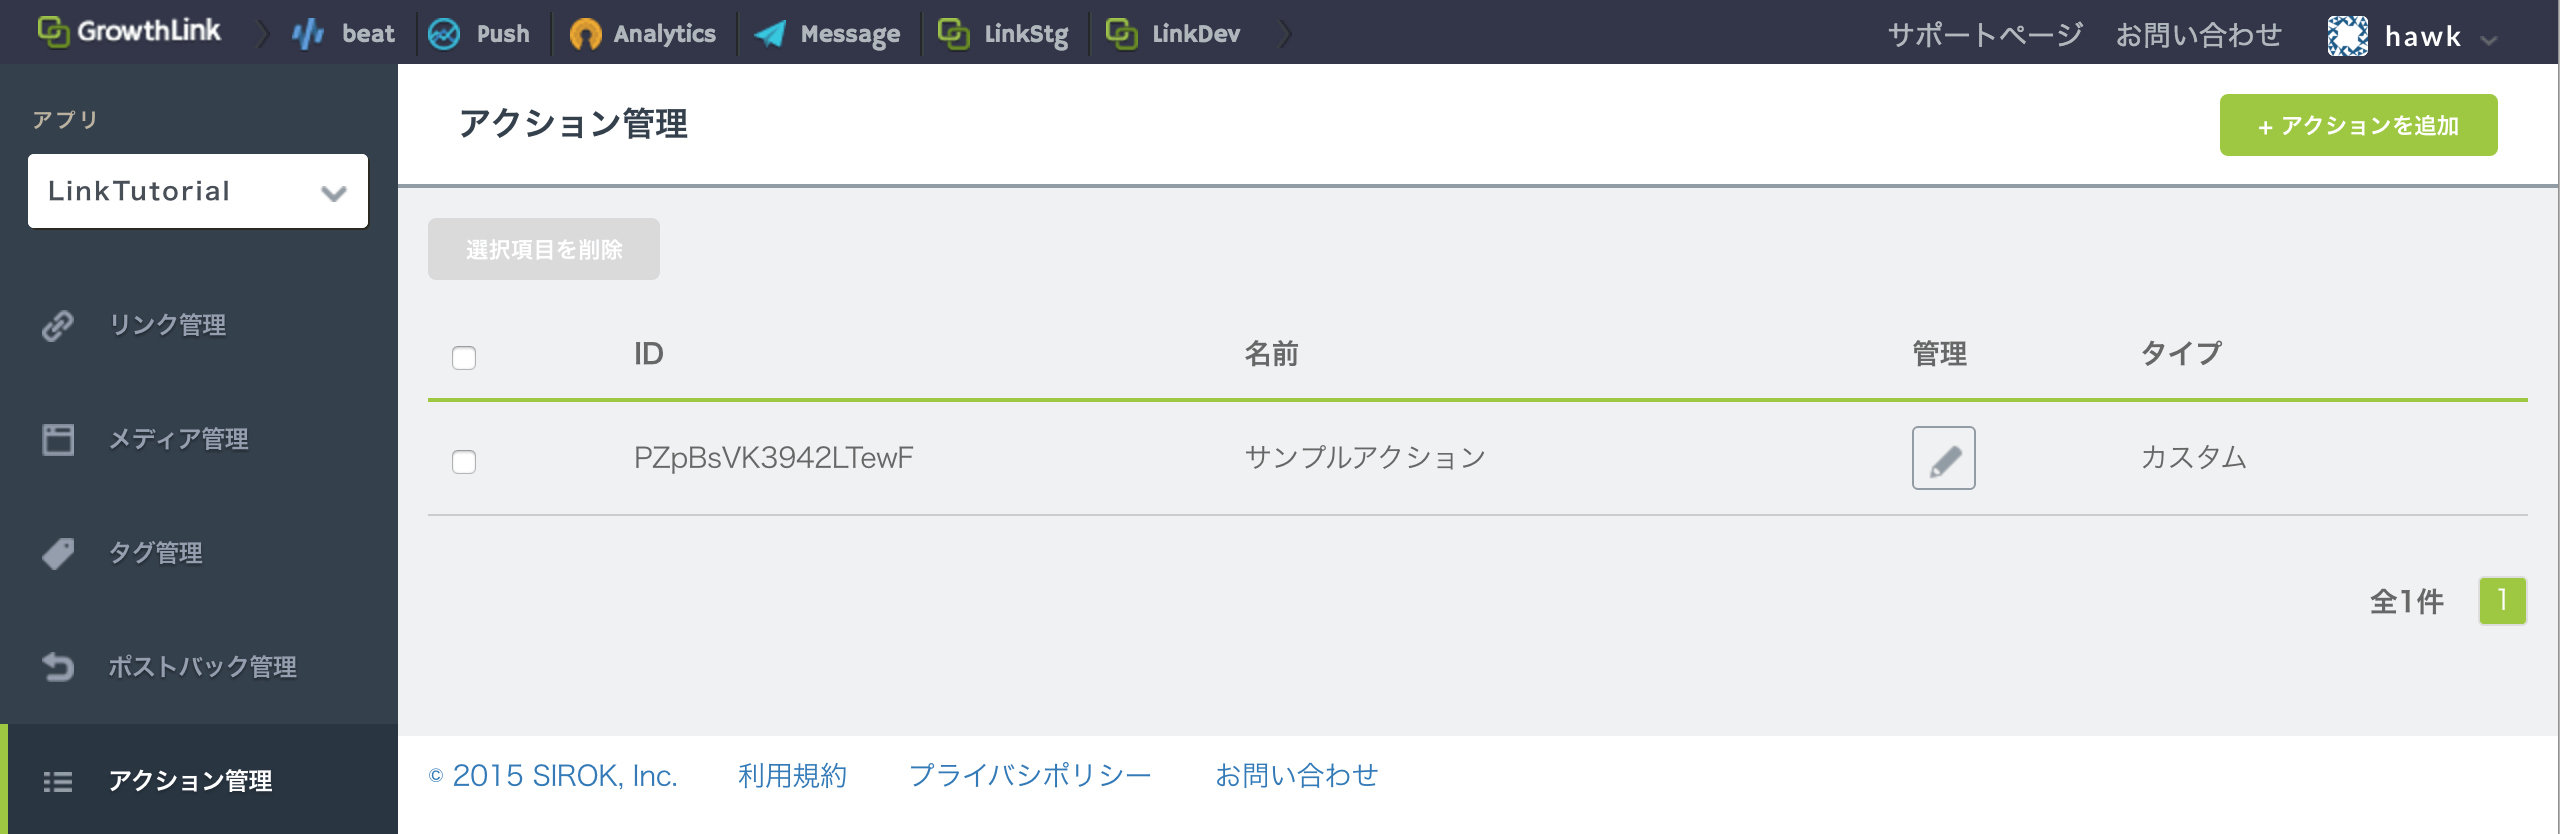 GrowthLink beat Push Analytics Message LinkStg LinkDev サポートページ お問い合わせ hawk
アプリ
LinkTutorial
リンク管理
メディア管理
タグ管理
ポストバック管理
アクション管理
アクション管理
+ アクションを追加
選択項目を削除
ID 名前 管理 タイプ
PZpBsVK3942LTewF サンプルアクション カスタム
全1件 1
© 2015 SIROK, Inc. 利用規約 プライバシポリシー お問い合わせ